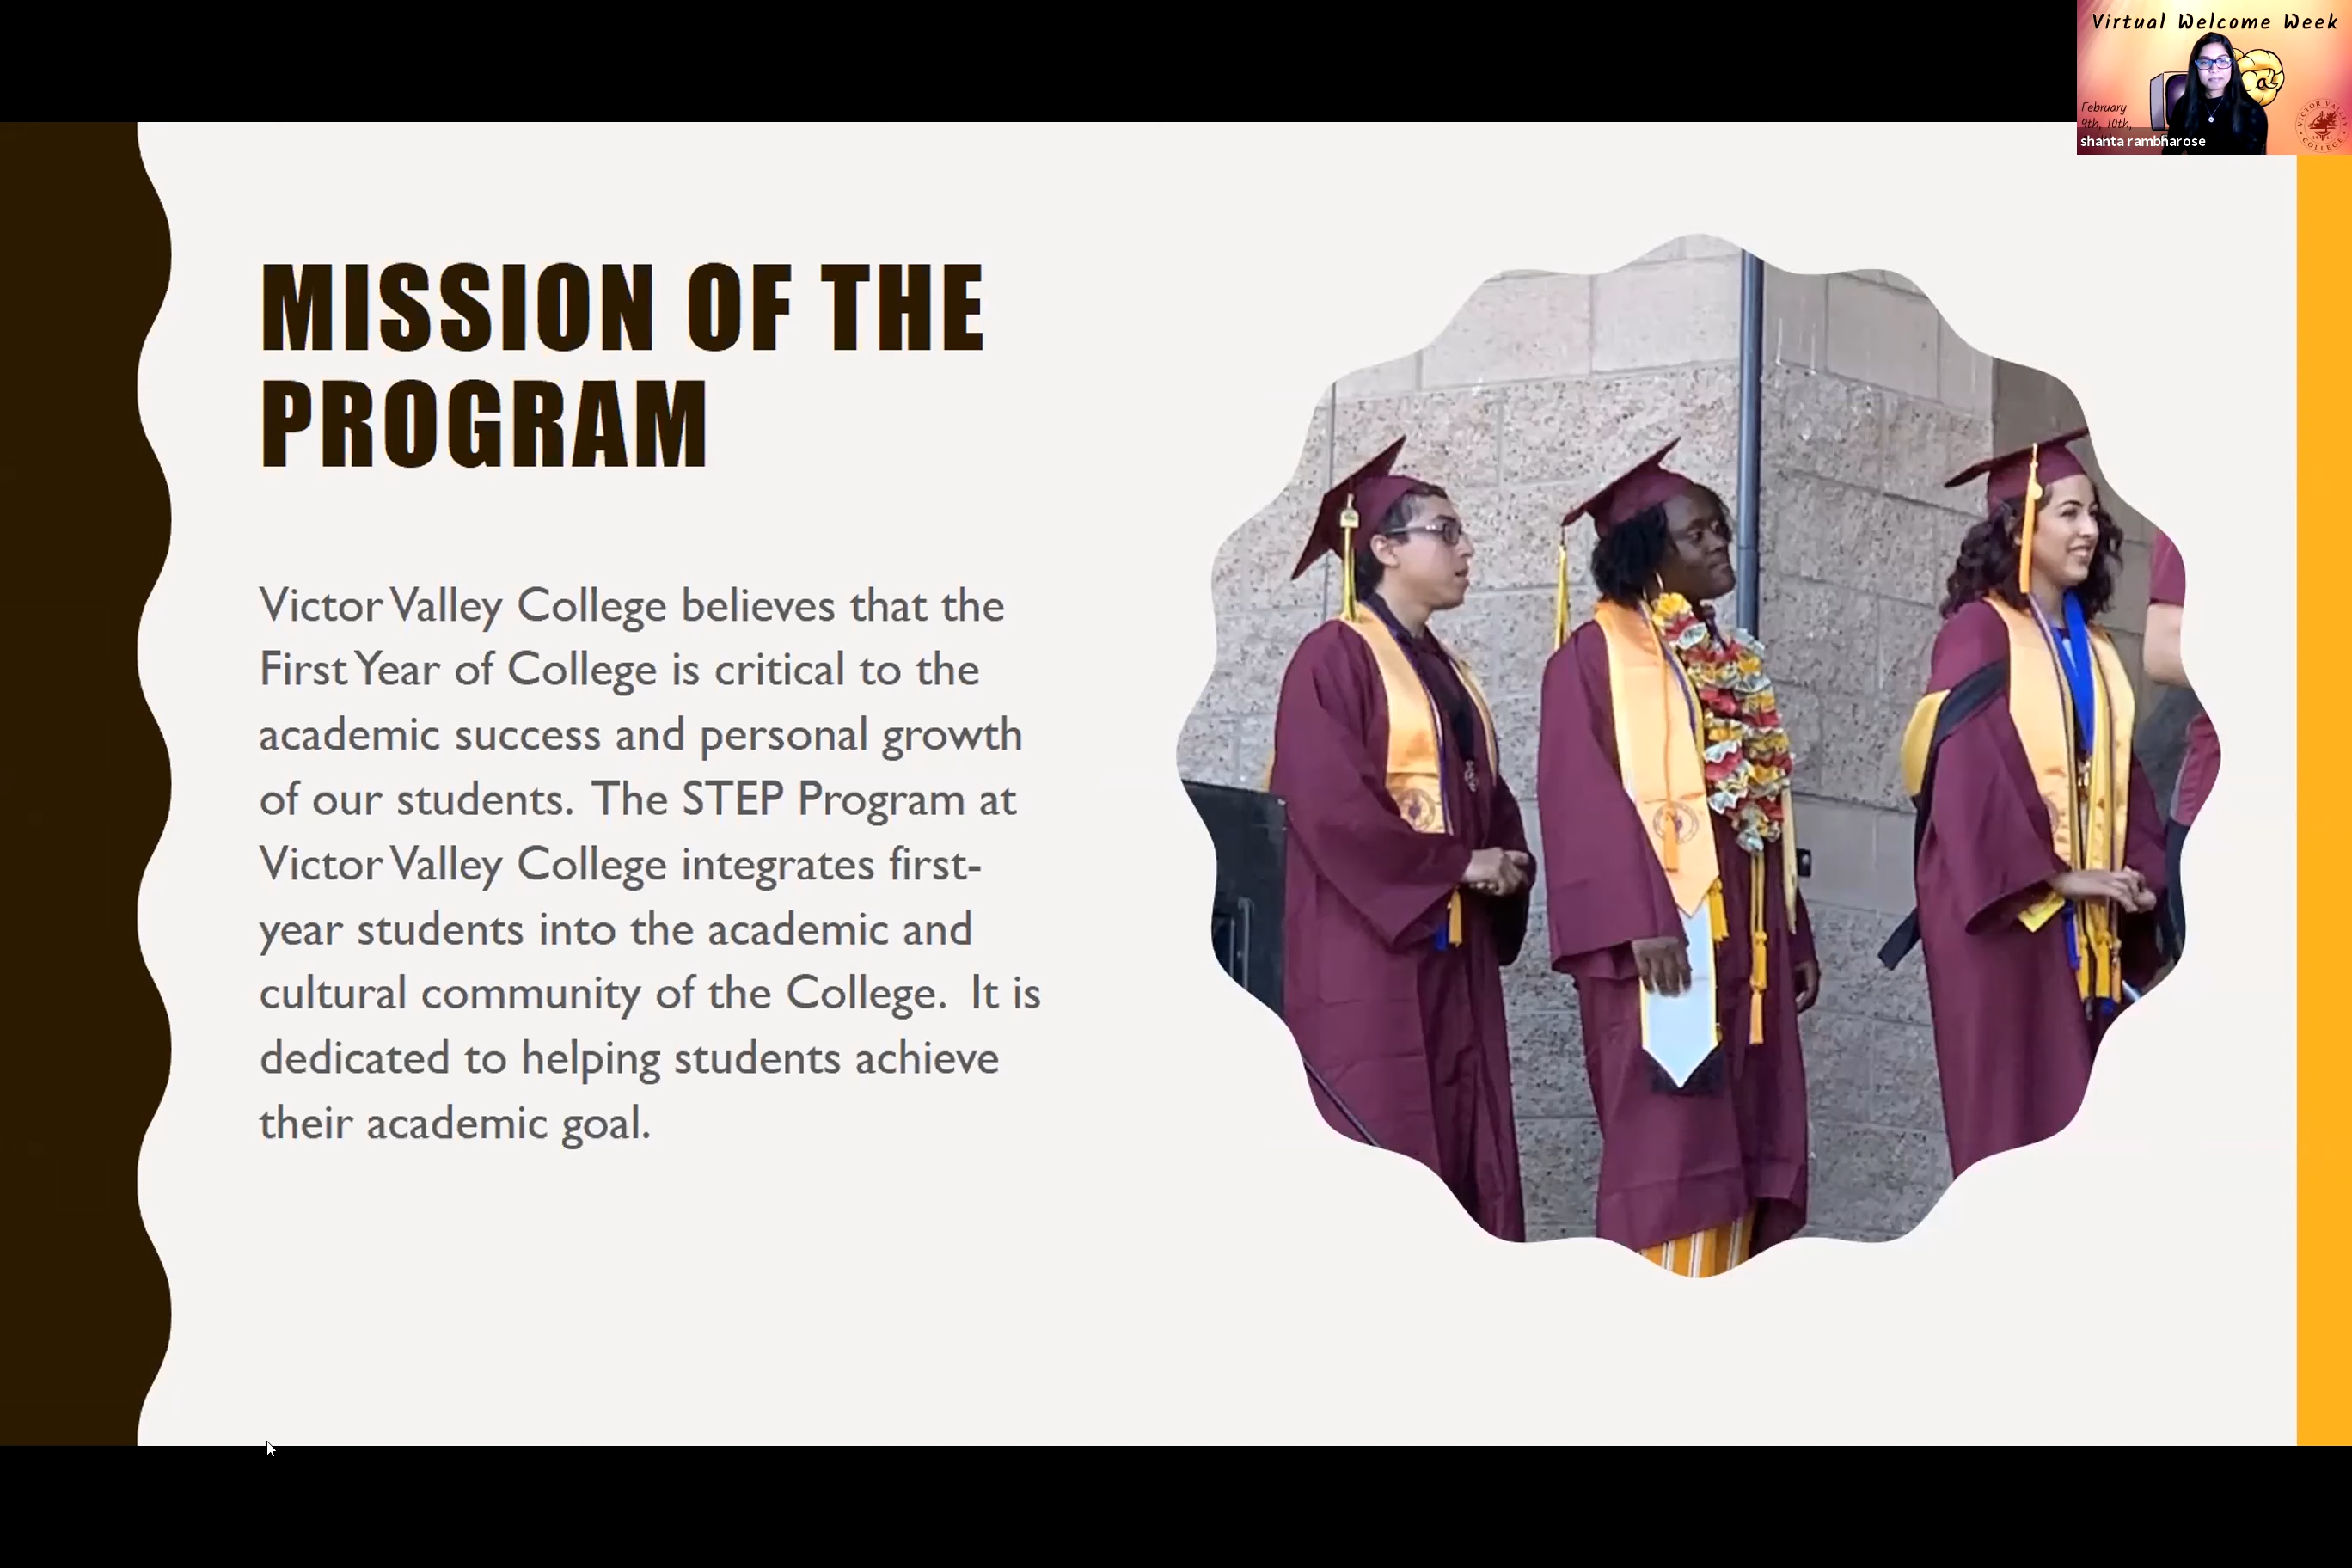 Virtual Welcome Week
February
9th, 10th,
shanta rambharose
VICTOR VALLEY COLLEGE
MISSION OF THE
PROGRAM
Victor Valley College believes that the
First Year of College is critical to the
academic success and personal growth
of our students. The STEP Program at
Victor Valley College integrates first-
year students into the academic and
cultural community of the College. It is
dedicated to helping students achieve
their academic goal.